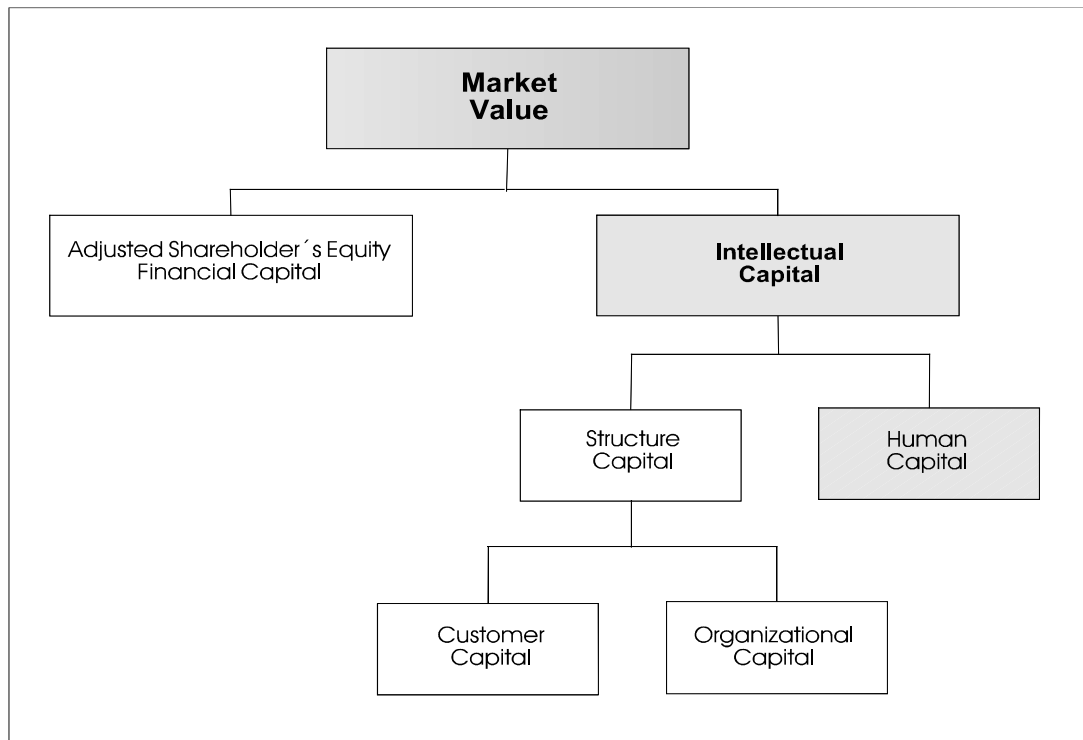 Market
Value
Adjusted Shareholder´s Equity
Financial Capital
Intellectual
Capital
Structure
Capital
Human
Capital
Customer
Capital
Organizational
Capital